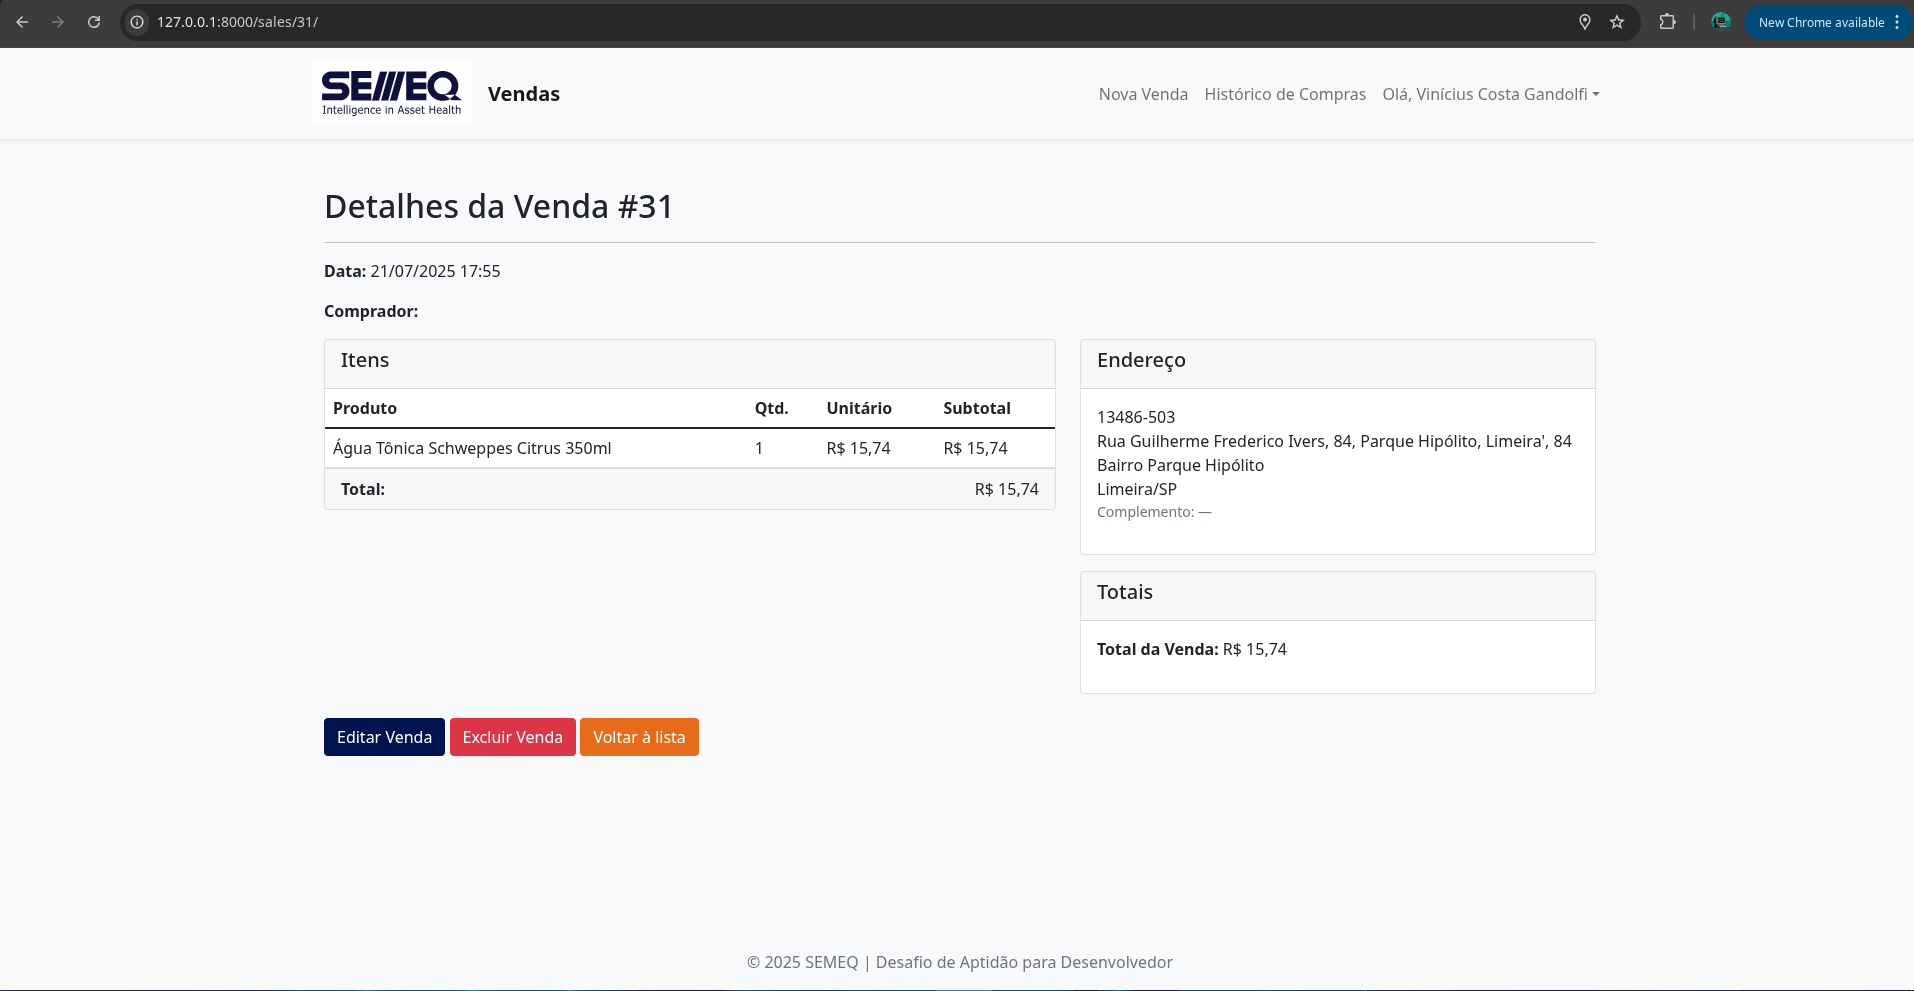 127.0.0.1:8000/sales/31/
New Chrome available
SEMEQ
Intelligence in Asset Health
Vendas
Nova Venda
Histórico de Compras
Olá, Vinícius Costa Gandolfi
Detalhes da Venda #31
Data: 21/07/2025 17:55
Comprador:
Itens
Produto Qtd. Unitário Subtotal
Água Tônica Schweppes Citrus 350ml 1 R$ 15,74 R$ 15,74
Total: R$ 15,74
Endereço
13486-503
Rua Guilherme Frederico Ivers, 84, Parque Hipólito, Limeira', 84
Bairro Parque Hipólito
Limeira/SP
Complemento: —
Totais
Total da Venda: R$ 15,74
Editar Venda
Excluir Venda
Voltar à lista
© 2025 SEMEQ | Desafio de Aptidão para Desenvolvedor